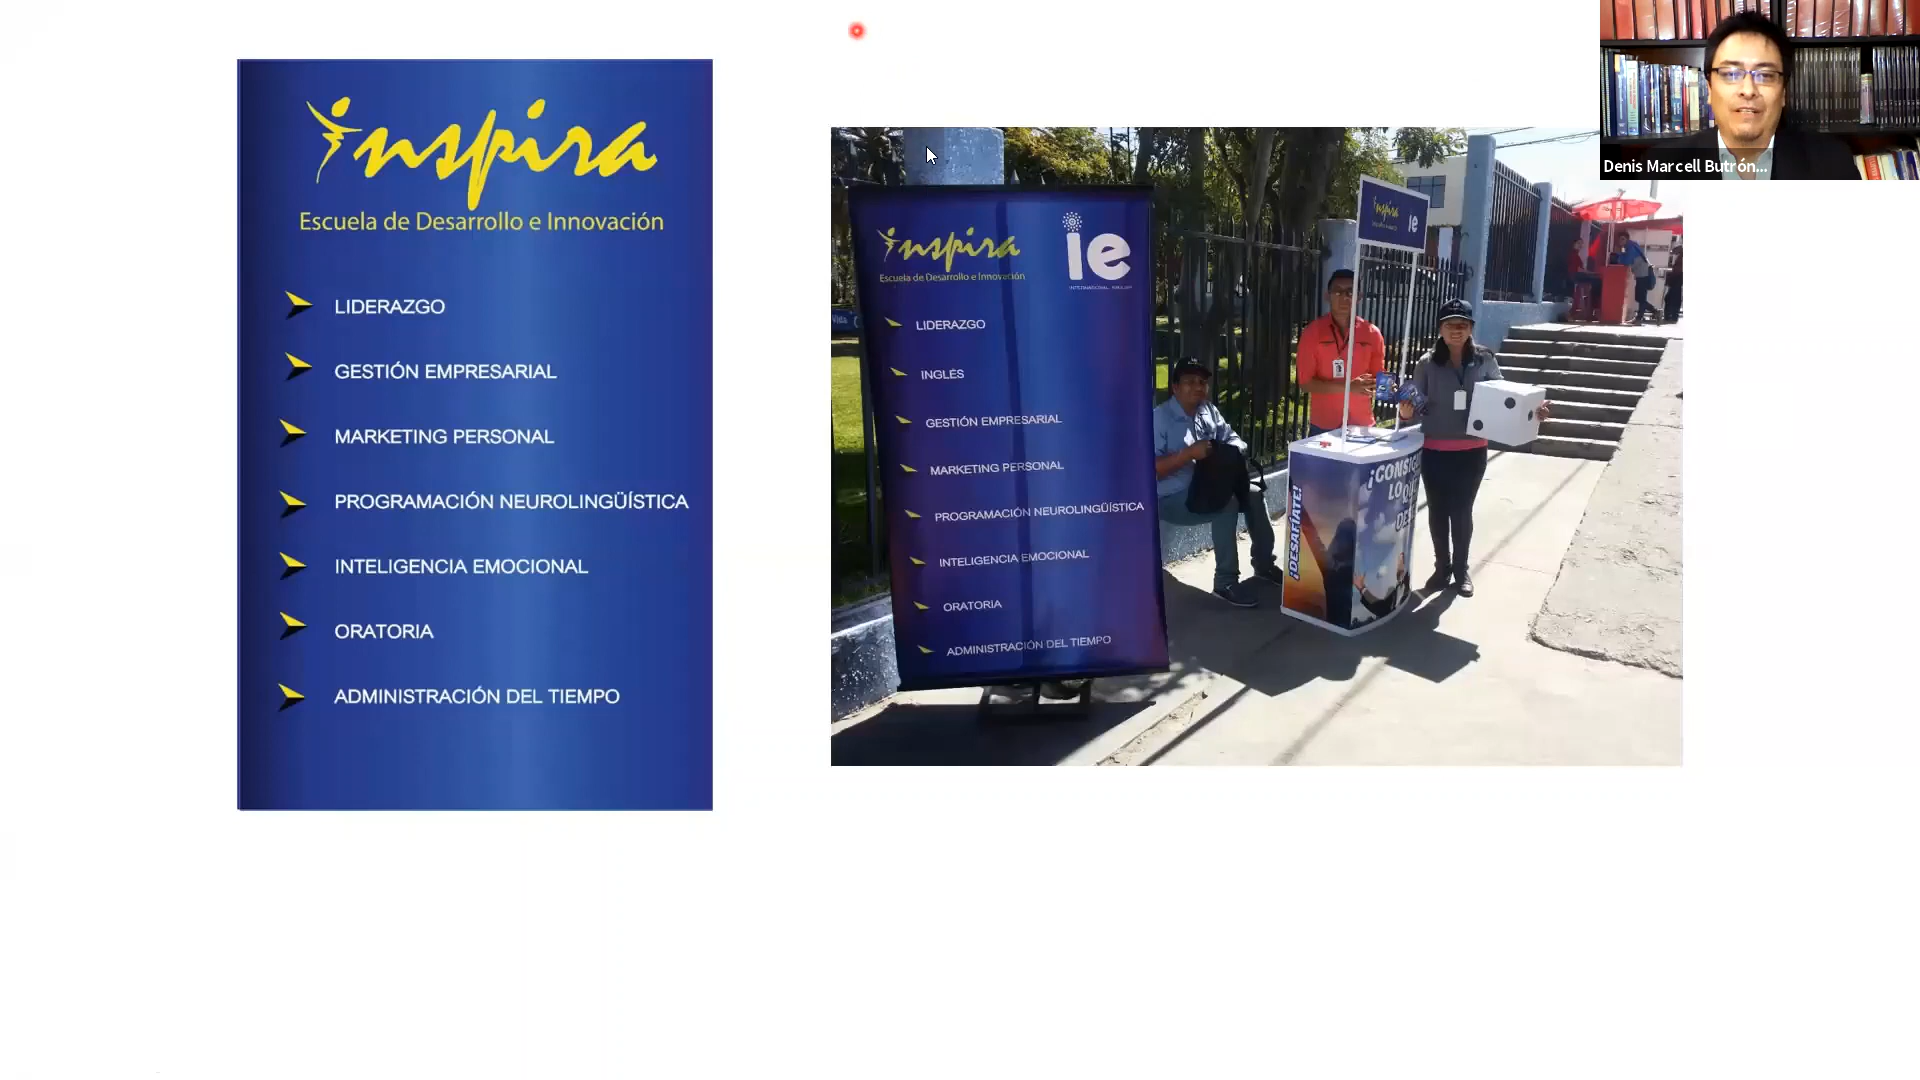 inspira
Escuela de Desarrollo e Innovación
LIDERAZGO
GESTIÓN EMPRESARIAL
MARKETING PERSONAL
PROGRAMACIÓN NEUROLINGÜÍSTICA
INTELIGENCIA EMOCIONAL
ORATORIA
ADMINISTRACIÓN DEL TIEMPO
inspira
Escuela de Desarrollo e Innovación
ie
LIDERAZGO
INGLÉS
GESTIÓN EMPRESARIAL
MARKETING PERSONAL
PROGRAMACIÓN NEUROLINGÜÍSTICA
INTELIGENCIA EMOCIONAL
ORATORIA
ADMINISTRACIÓN DEL TIEMPO
Vida
inspira
ie
¡DESAFÍATE!
Denis Marcell Butrón...